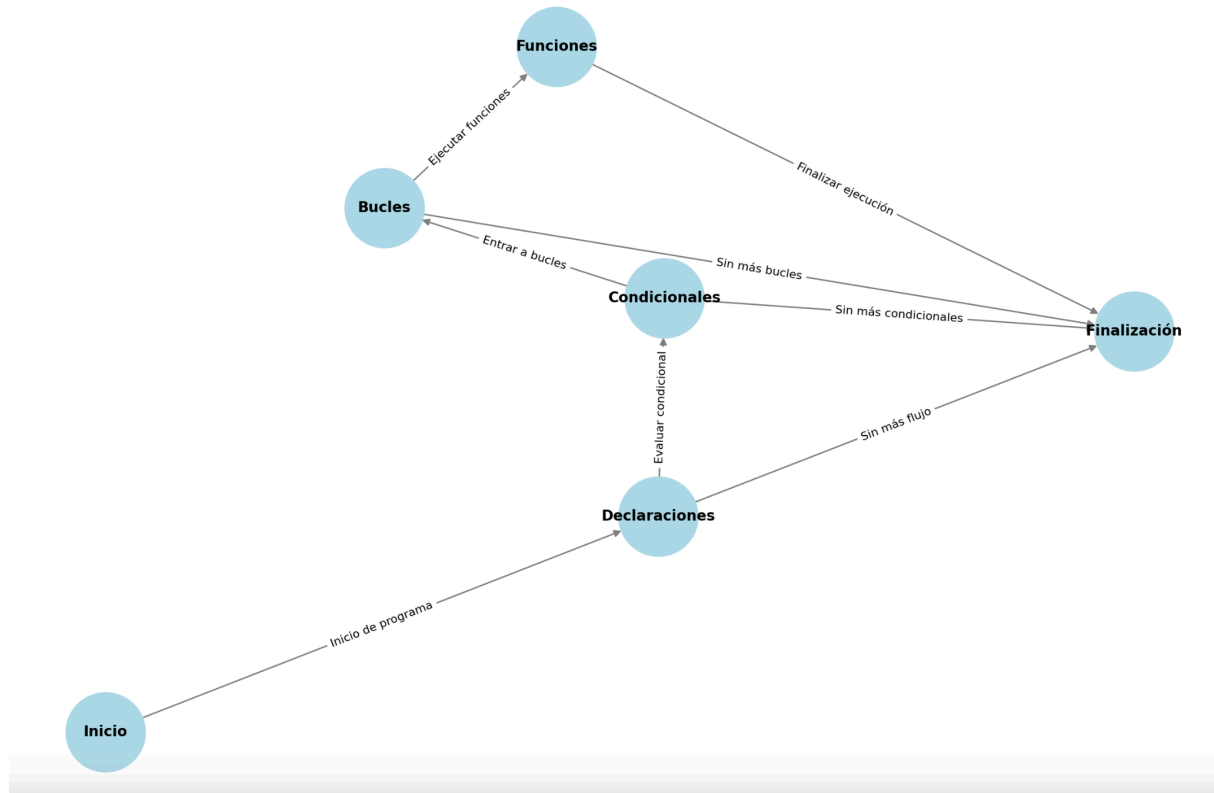 Funciones
Ejecutar funciones
Finalizar ejecución
Bucles
Entrar a bucles
Sin más bucles
Condicionales
Sin más condicionales
Finalización
Evaluar condicional
Sin más flujo
Declaraciones
Inicio de programa
Inicio